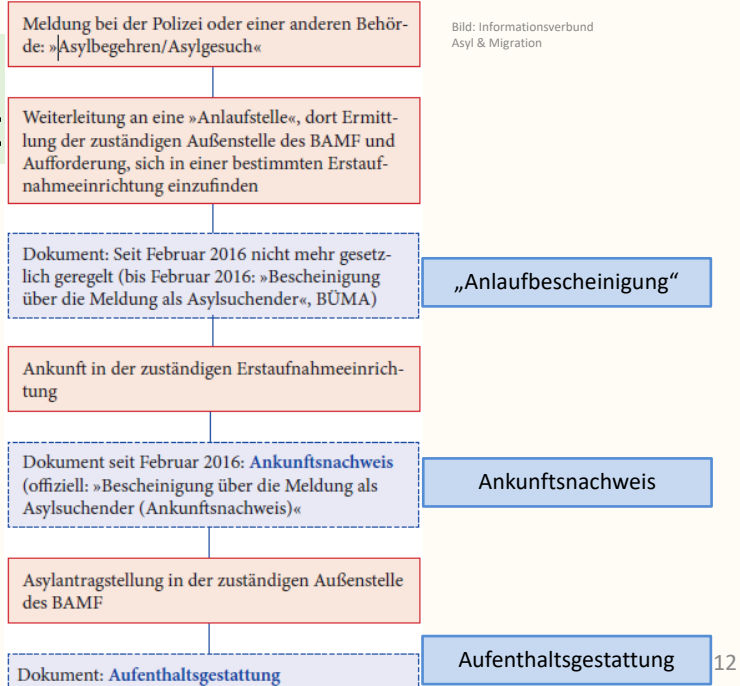 Meldung bei der Polizei oder einer anderen Behör-
de: »Asylbegehren/Asylgesuch«
Bild: Informationsverbund
Asyl & Migration
Weiterleitung an eine »Anlaufstelle«, dort Ermitt-
lung der zuständigen Außenstelle des BAMF und
Aufforderung, sich in einer bestimmten Erstauf-
nahmeeinrichtung einzufinden
Dokument: Seit Februar 2016 nicht mehr gesetz-
lich geregelt (bis Februar 2016: »Bescheinigung
über die Meldung als Asylsuchender«, BÜMA)
„Anlaufbescheinigung“
Ankunft in der zuständigen Erstaufnahmeeinrich-
tung
Dokument seit Februar 2016: Ankunftsnachweis
(offiziell: »Bescheinigung über die Meldung als
Asylsuchender (Ankunftsnachweis)«
Ankunftsnachweis
Asylantragstellung in der zuständigen Außenstelle
des BAMF
Dokument: Aufenthaltsgestattung
Aufenthaltsgestattung
12